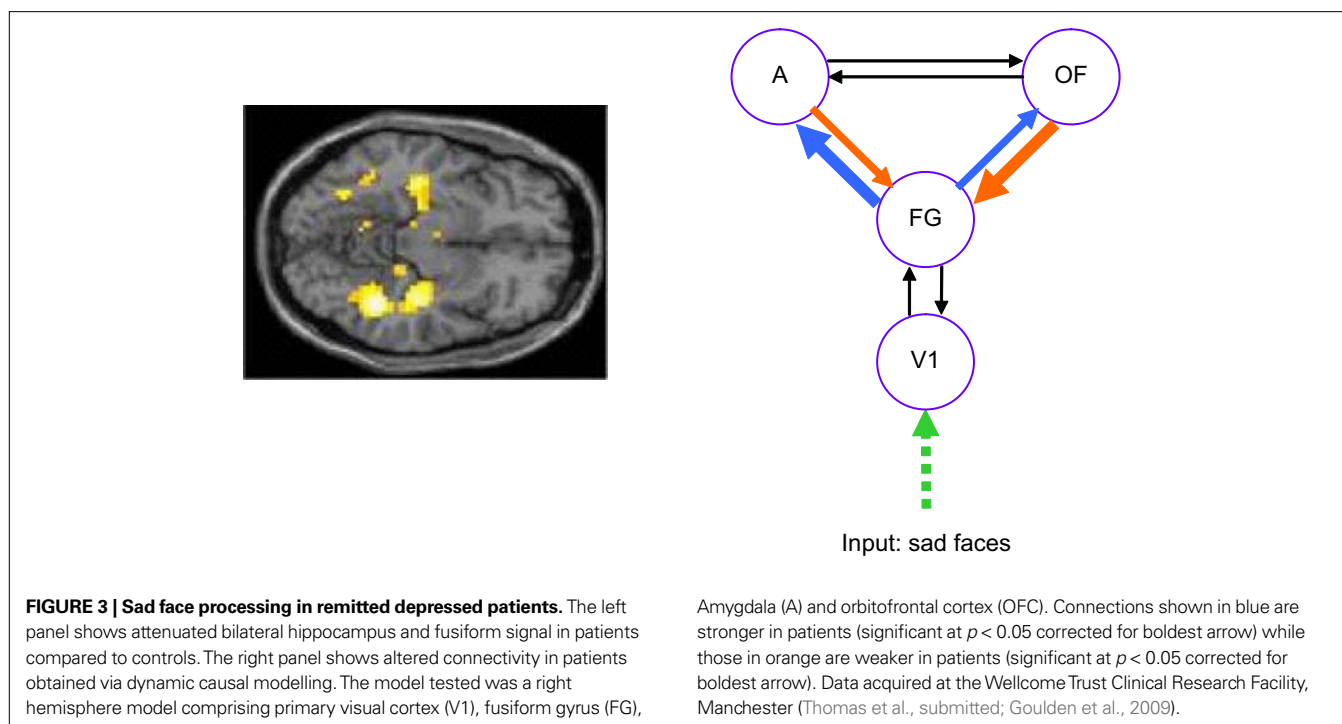 A
OF
FG
V1
Input: sad faces
FIGURE 3 | Sad face processing in remitted depressed patients. The left
panel shows attenuated bilateral hippocampus and fusiform signal in patients
compared to controls. The right panel shows altered connectivity in patients
obtained via dynamic causal modelling. The model tested was a right
hemisphere model comprising primary visual cortex (V1), fusiform gyrus (FG),
Amygdala (A) and orbitofrontal cortex (OFC). Connections shown in blue are
stronger in patients (significant at p < 0.05 corrected for boldest arrow) while
those in orange are weaker in patients (significant at p < 0.05 corrected for
boldest arrow). Data acquired at the Wellcome Trust Clinical Research Facility,
Manchester (Thomas et al., submitted; Goulden et al., 2009).